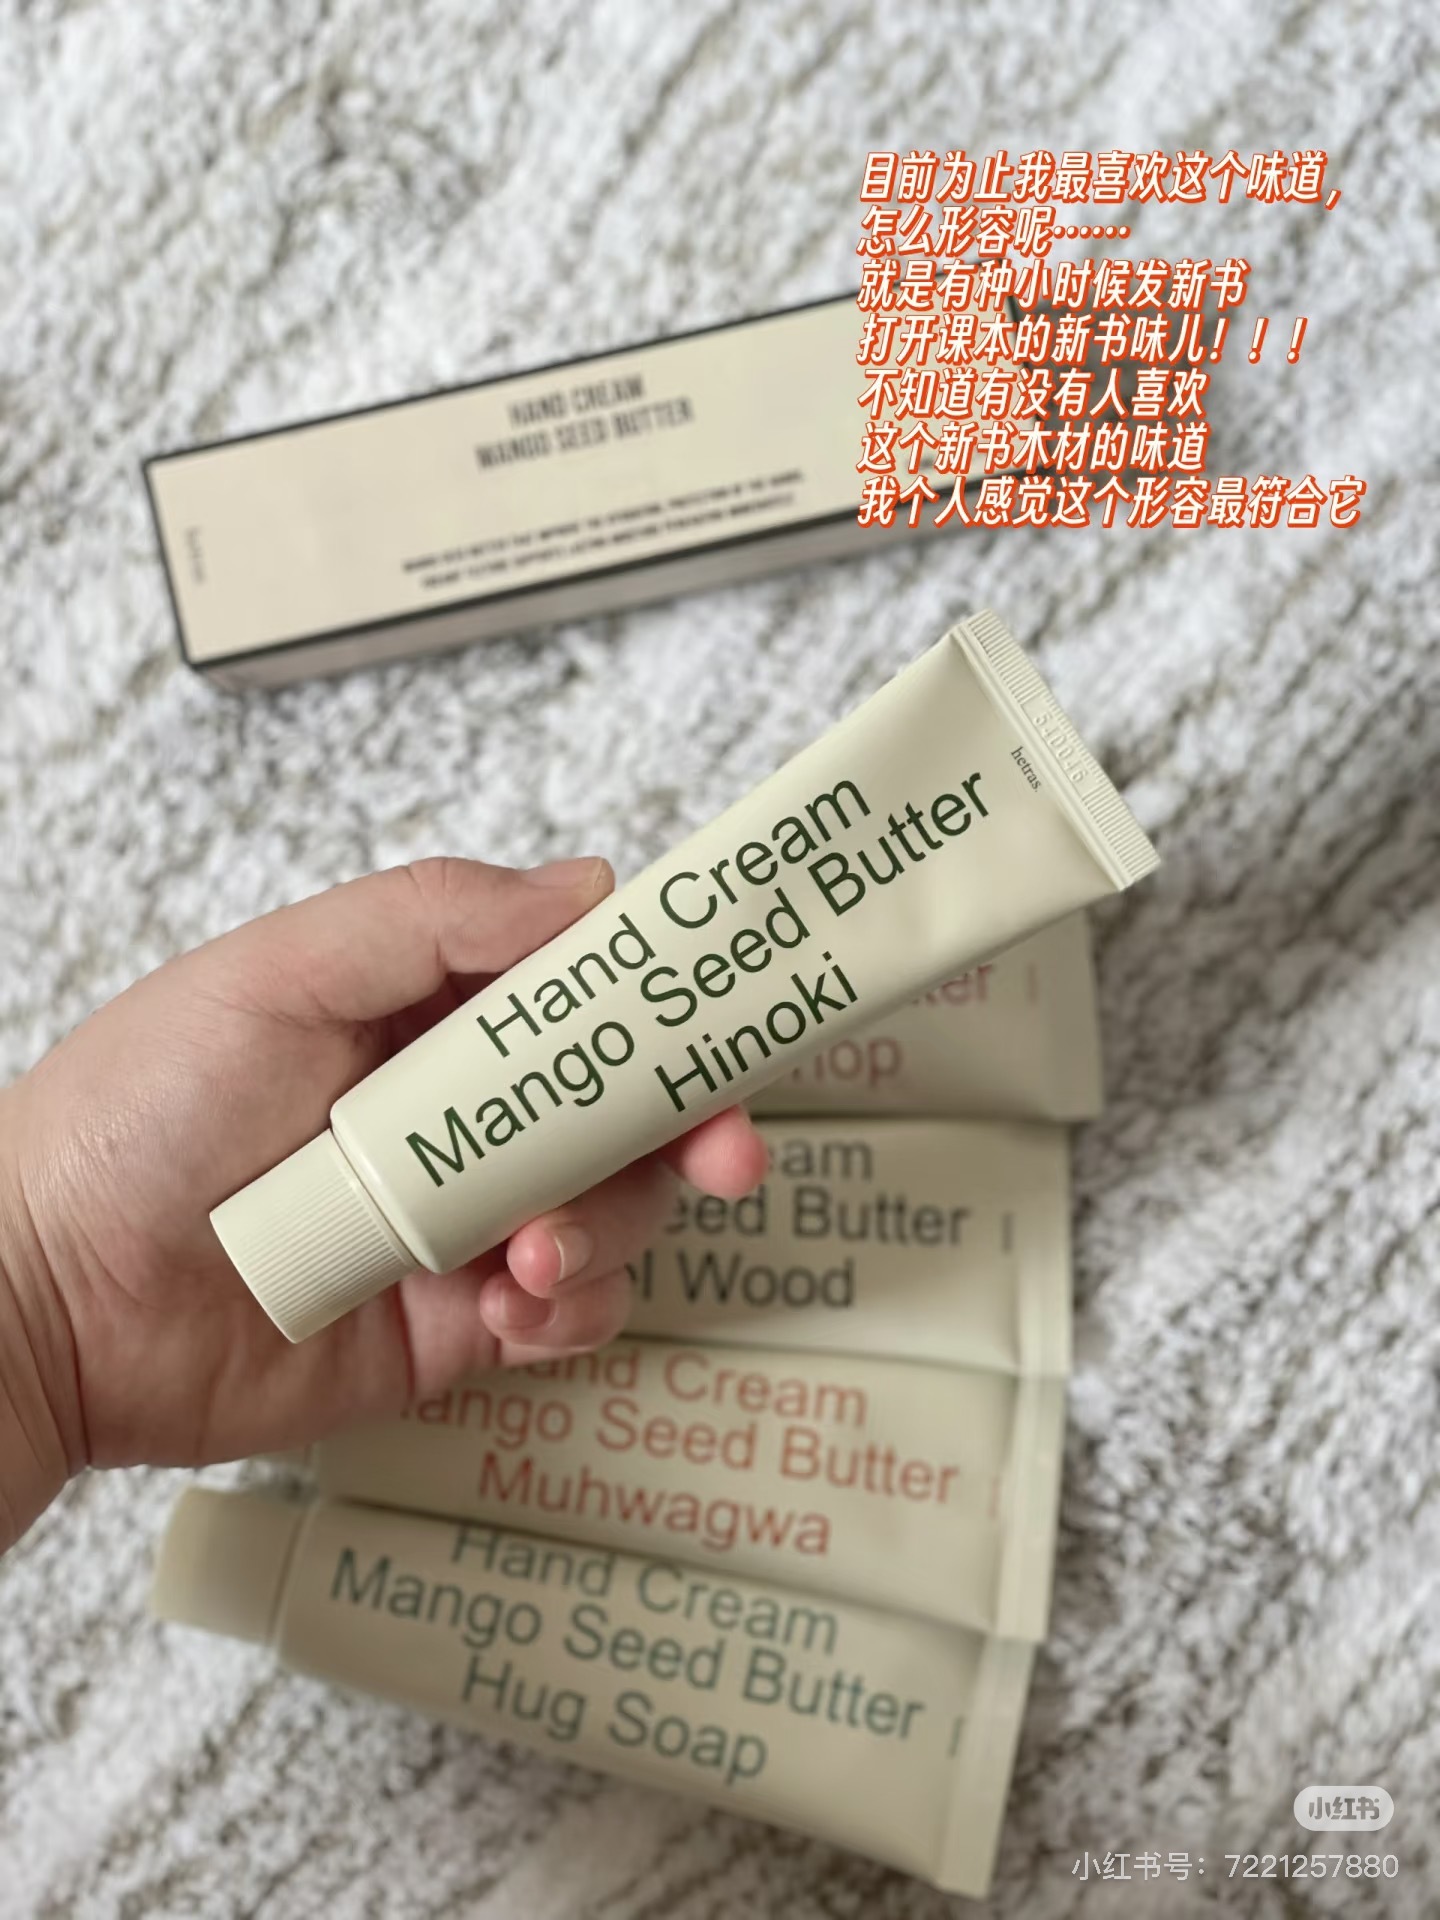 目前为止我最喜欢这个味道，
怎么形容呢……
就是有种小时候发新书
打开课本的新书味儿！！！
不知道有没有人喜欢
这个新书木材的味道
我个人感觉这个形容最符合它
HAND CREAM
MANGO SEED BUTTER
540046
hetras.
Hand Cream
Mango Seed Butter
Hinoki
Seed Butter
Wood
Hand Cream
Mango Seed Butter
Muhwagwa
Hand Cream
Mango Seed Butter
Hug Soap
小红书
小红书号：7221257880